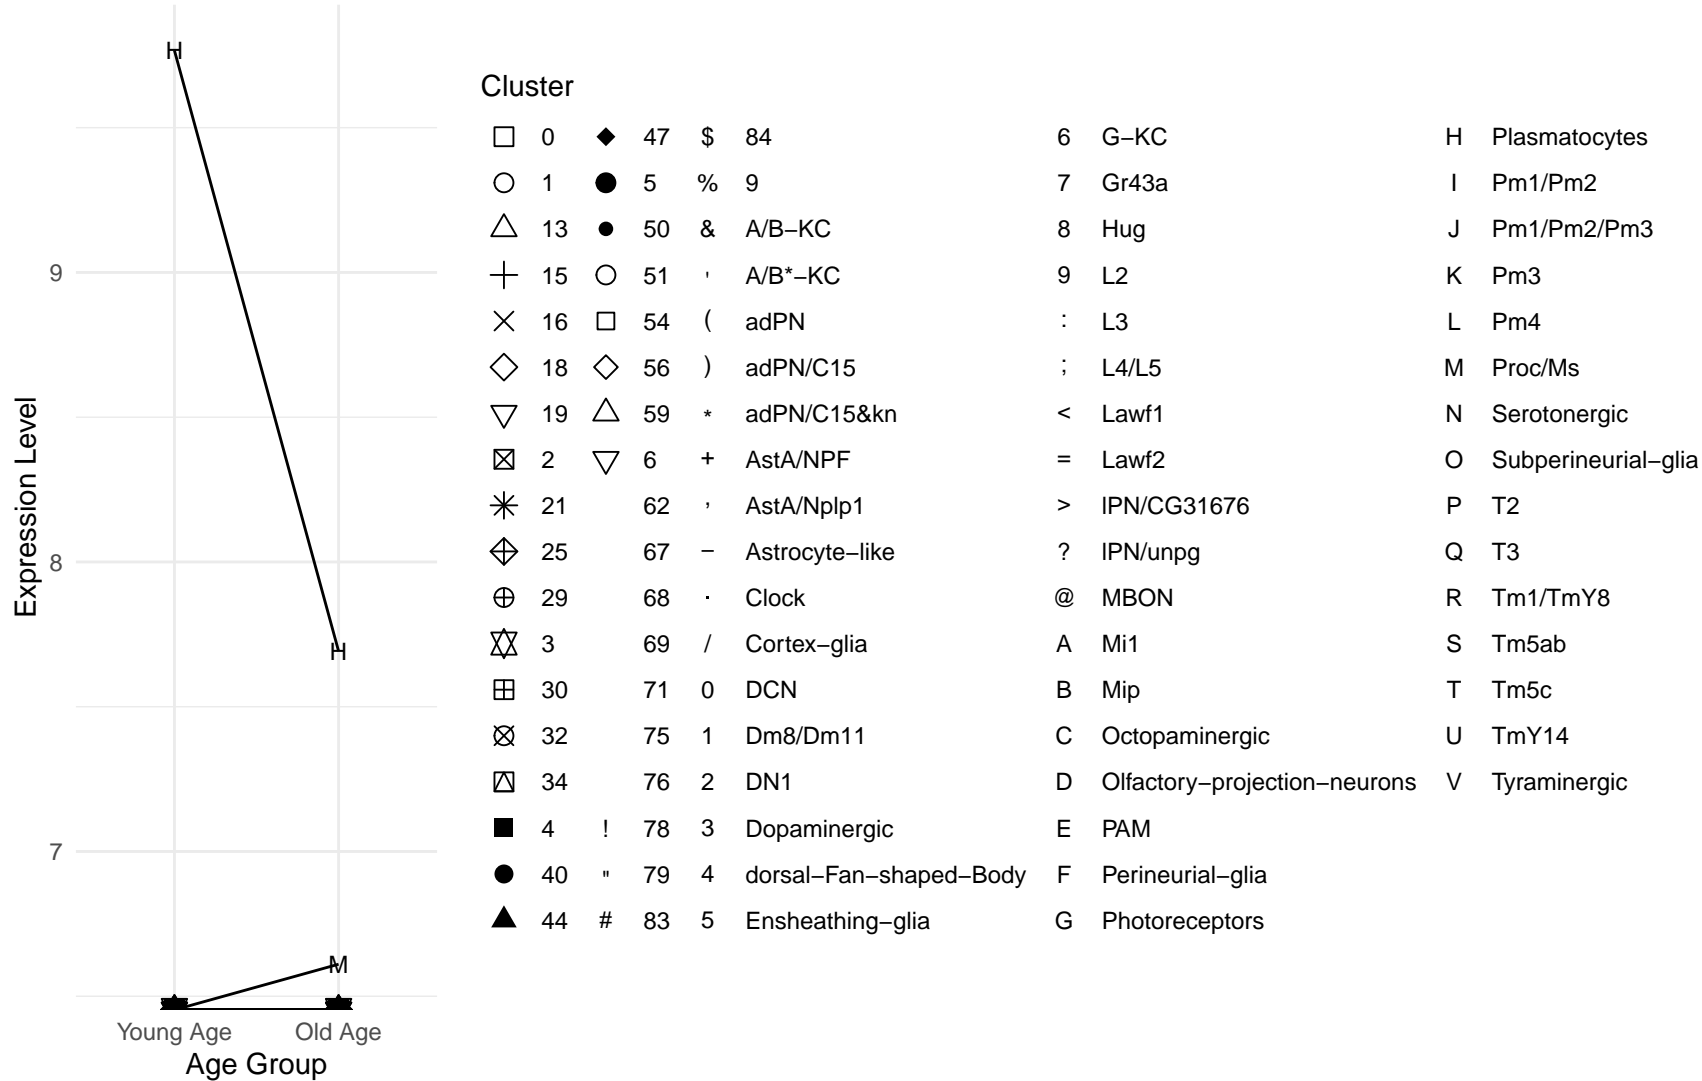 Cluster
0 47 $ 84 6 G−KC H Plasmatocytes
1 5 % 9 7 Gr43a I Pm1/Pm2
13 50 & A/B−KC 8 Hug J Pm1/Pm2/Pm3
15 51 ' A/B*−KC 9 L2 K Pm3
16 54 ( adPN : L3 L Pm4
18 56 ) adPN/C15 ; L4/L5 M Proc/Ms
19 59 * adPN/C15&kn < Lawf1 N Serotonergic
2 6 + AstA/NPF = Lawf2 O Subperineurial−glia
21 62 , AstA/Nplp1 > lPN/CG31676 P T2
25 67 − Astrocyte−like ? lPN/unpg Q T3
29 68 . Clock @ MBON R Tm1/TmY8
3 69 / Cortex−glia A Mi1 S Tm5ab
30 71 0 DCN B Mip T Tm5c
32 75 1 Dm8/Dm11 C Octopaminergic U TmY14
34 76 2 DN1 D Olfactory−projection−neurons V Tyraminergic
4 ! 78 3 Dopaminergic E PAM
40 " 79 4 dorsal−Fan−shaped−Body F Perineurial−glia
44 # 83 5 Ensheathing−glia G Photoreceptors
Expression Level
9
8
7
H
H
M
Young Age Old Age
Age Group